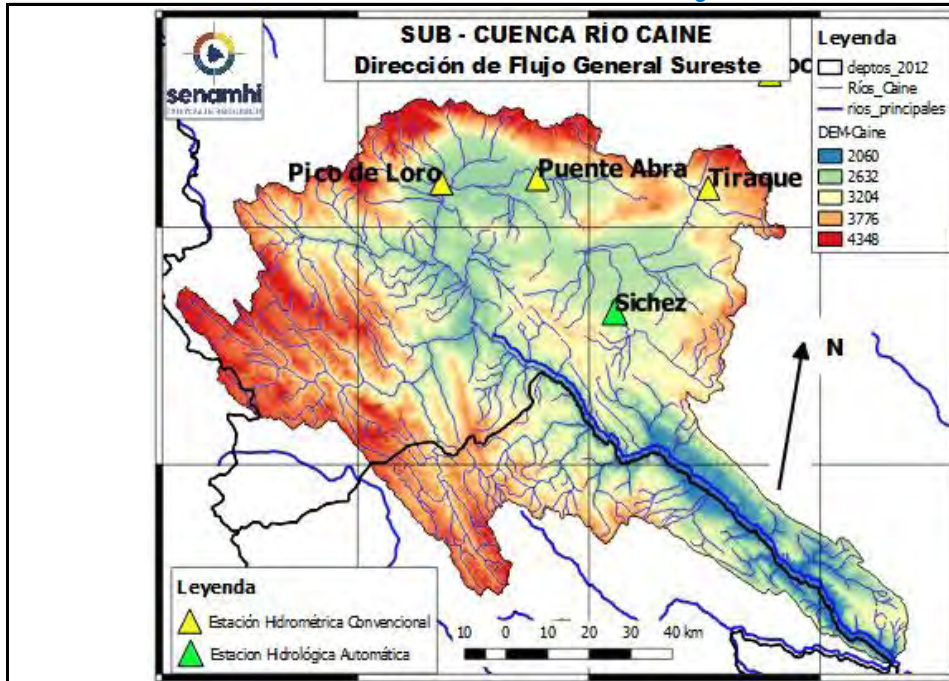 SUB - CUENCA RÍO CAINE
Dirección de Flujo General Sureste
senamhi
Leyenda
deptos_2012
Ríos_Caine
rios_principales
DEM-Caine
2060
2632
3204
3776
4348
Pico de Loro
Puente Abra
Tiraque
Sichez
N
Leyenda
Estación Hidrométrica Convencional
Estacion Hidrológica Automática
10 0 10 20 30 40 km